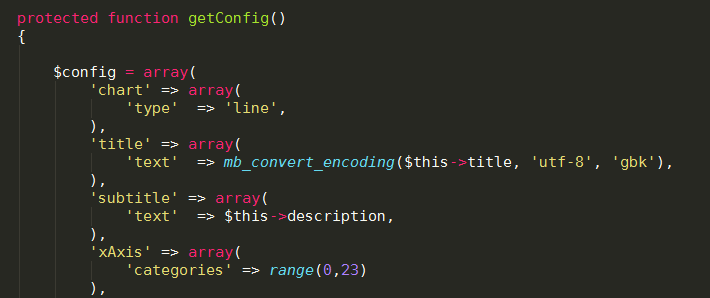 protected function getConfig()
{
$config = array(
'chart' => array(
'type'  => 'line',
),
'title' => array(
'text'  => mb_convert_encoding($this->title, 'utf-8', 'gbk'),
),
'subtitle' => array(
'text'  => $this->description,
),
'xAxis' => array(
'categories' => range(0,23)
),